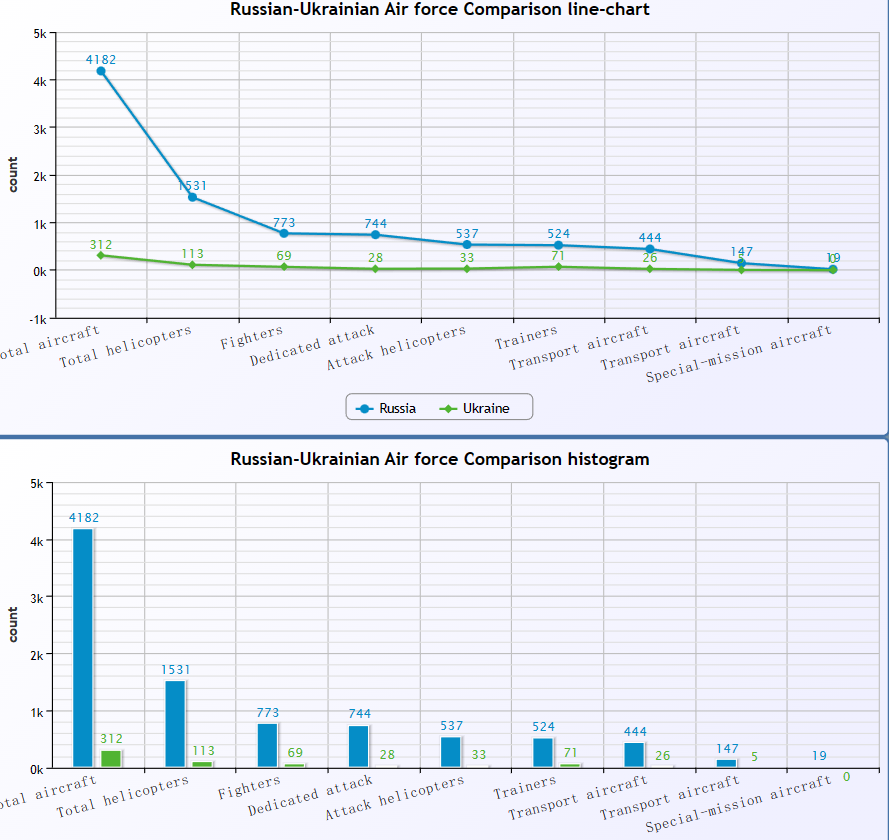 Russian-Ukrainian Air force Comparison line-chart
5k
4k
3k
2k
1k
0k
-1k
count
4182
1531
773
744
537
524
444
147
19
312
113
69
28
33
71
26
5
0
otal aircraft
Total helicopters
Fighters
Dedicated attack
Attack helicopters
Trainers
Transport aircraft
Transport aircraft
Special-mission aircraft
Russia
Ukraine
Russian-Ukrainian Air force Comparison histogram
5k
4k
3k
2k
1k
0k
count
4182
312
1531
113
773
69
744
28
537
33
524
71
444
26
147
5
19
0
otal aircraft
Total helicopters
Fighters
Dedicated attack
Attack helicopters
Trainers
Transport aircraft
Transport aircraft
Special-mission aircraft